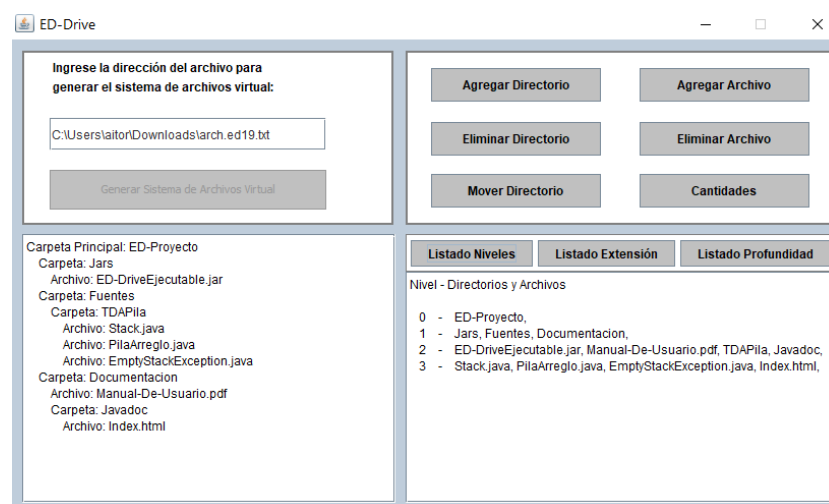 ED-Drive
Ingrese la dirección del archivo para
generar el sistema de archivos virtual:
C:\Users\aitor\Downloads\arch.ed19.txt
Generar Sistema de Archivos Virtual
Agregar Directorio
Agregar Archivo
Eliminar Directorio
Eliminar Archivo
Mover Directorio
Cantidades
Carpeta Principal: ED-Proyecto
Carpeta: Jars
Archivo: ED-DriveEjecutable.jar
Carpeta: Fuentes
Carpeta: TDAPila
Archivo: Stack.java
Archivo: PilaArreglo.java
Archivo: EmptyStackException.java
Carpeta: Documentacion
Archivo: Manual-De-Usuario.pdf
Carpeta: Javadoc
Archivo: Index.html
Listado Niveles
Listado Extensión
Listado Profundidad
Nivel - Directorios y Archivos
0 - ED-Proyecto,
1 - Jars, Fuentes, Documentacion,
2 - ED-DriveEjecutable.jar, Manual-De-Usuario.pdf, TDAPila, Javadoc,
3 - Stack.java, PilaArreglo.java, EmptyStackException.java, Index.html,